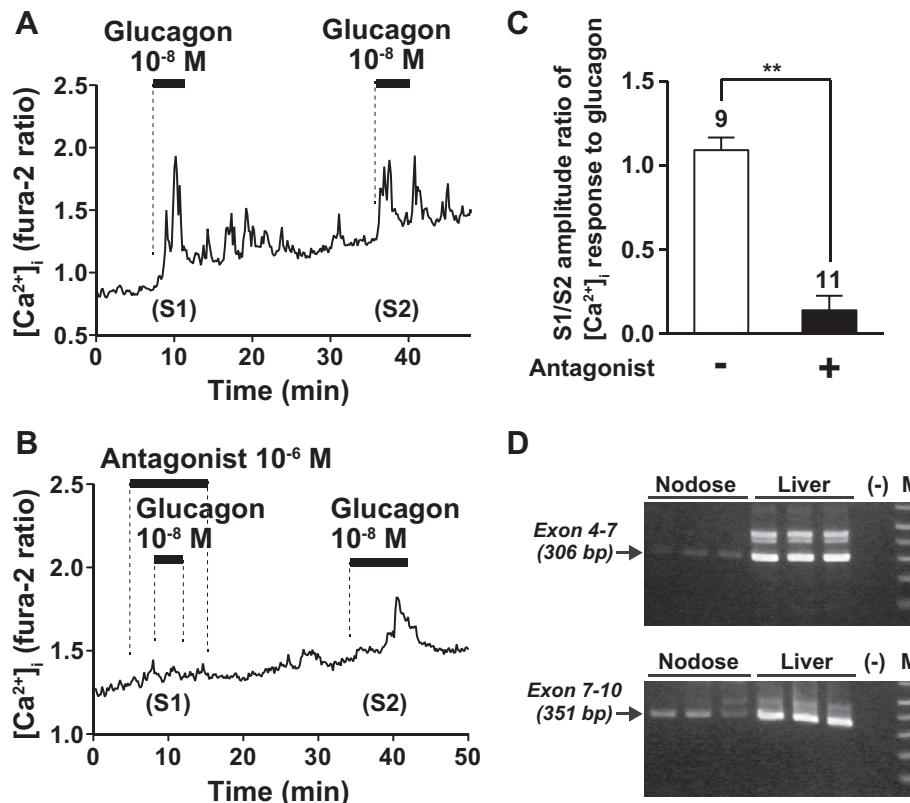 A
Glucagon
10⁻⁸ M
Glucagon
10⁻⁸ M
[Ca²⁺]ᵢ (fura-2 ratio)
2.5
2.0
1.5
1.0
0.5
(S1)
(S2)
0
10
20
30
40
Time (min)
B
Antagonist 10⁻⁶ M
Glucagon
10⁻⁸ M
Glucagon
10⁻⁸ M
[Ca²⁺]ᵢ (fura-2 ratio)
2.5
2.0
1.5
1.0
(S1)
(S2)
0
10
20
30
40
50
Time (min)
C
S1/S2 amplitude ratio of
[Ca²⁺]ᵢ response to glucagon
**
9
11
1.5
1.0
0.5
0.0
Antagonist - +
D
Nodose Liver (-) M
Exon 4-7
(306 bp)
Nodose Liver (-) M
Exon 7-10
(351 bp)